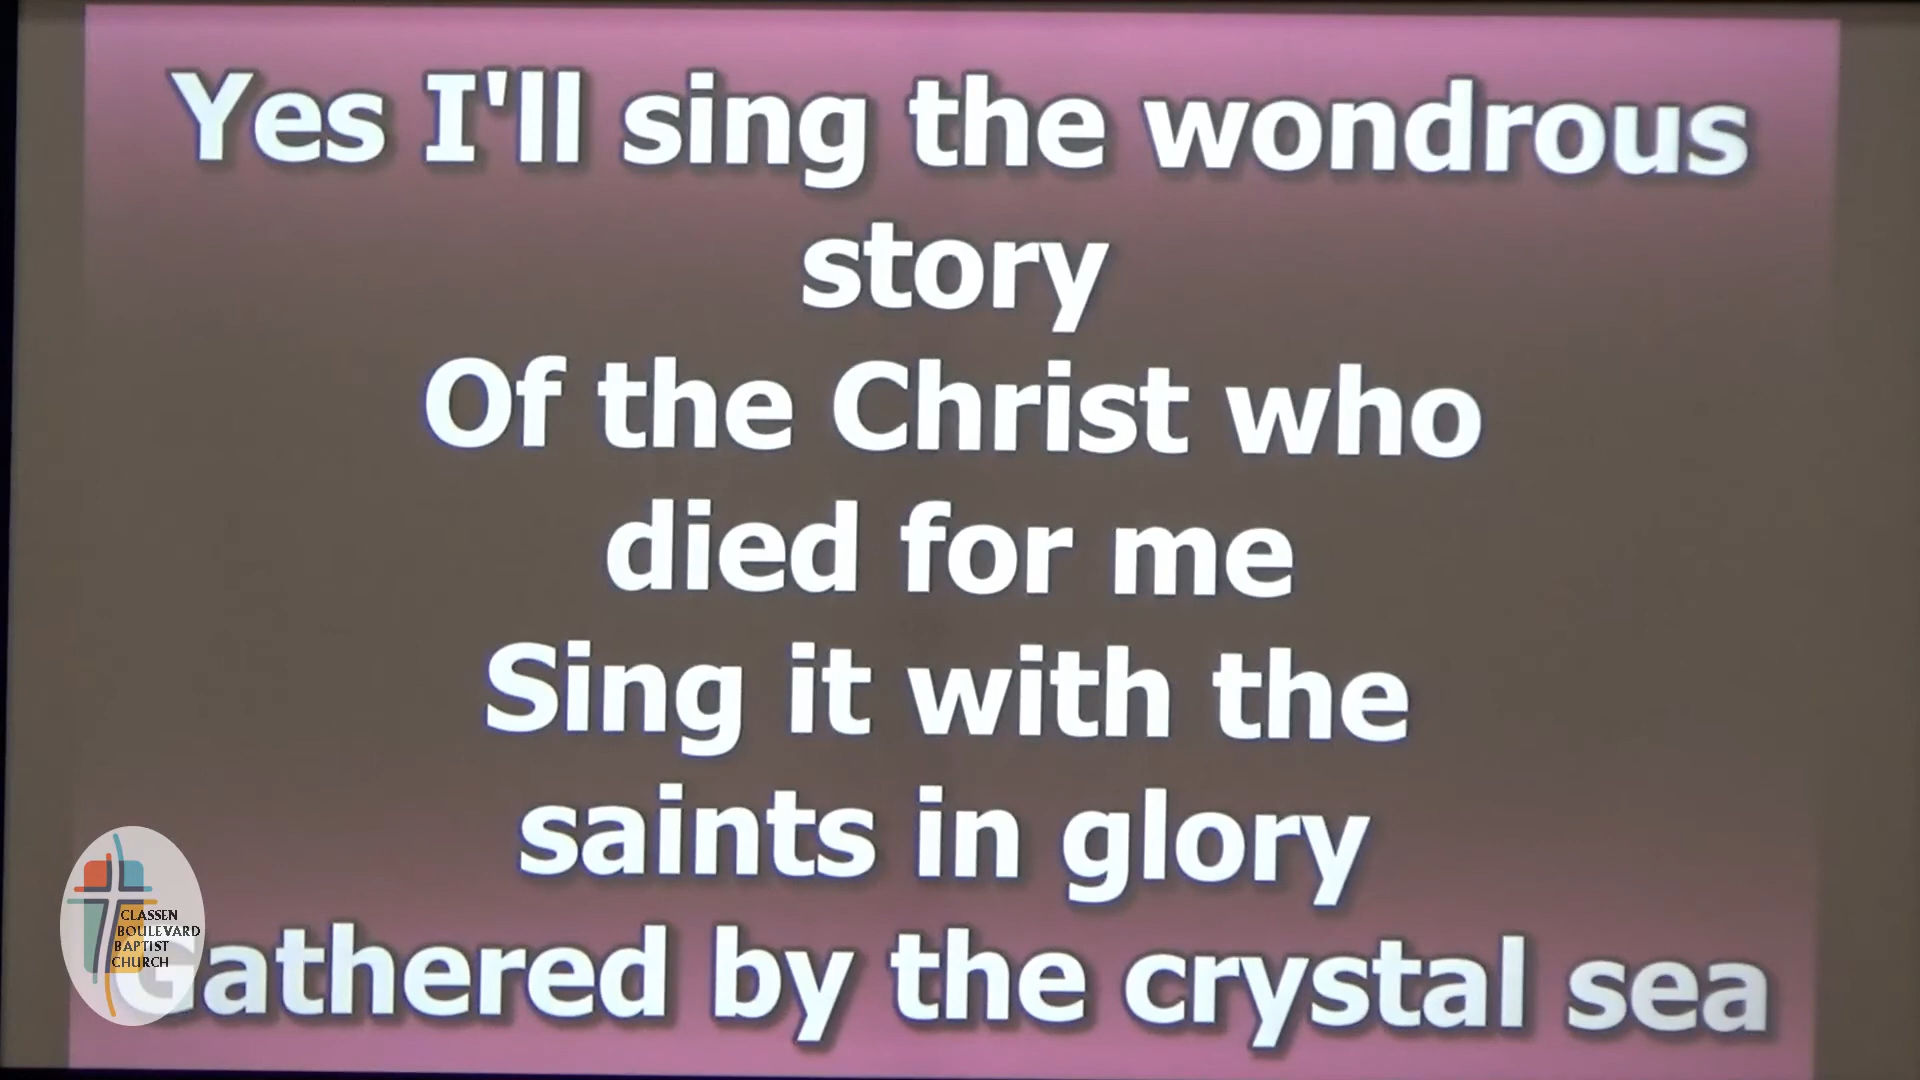 Yes I'll sing the wondrous
story
Of the Christ who
died for me
Sing it with the
saints in glory
Gathered by the crystal sea
CLASSEN
BOULEVARD
BAPTIST
CHURCH